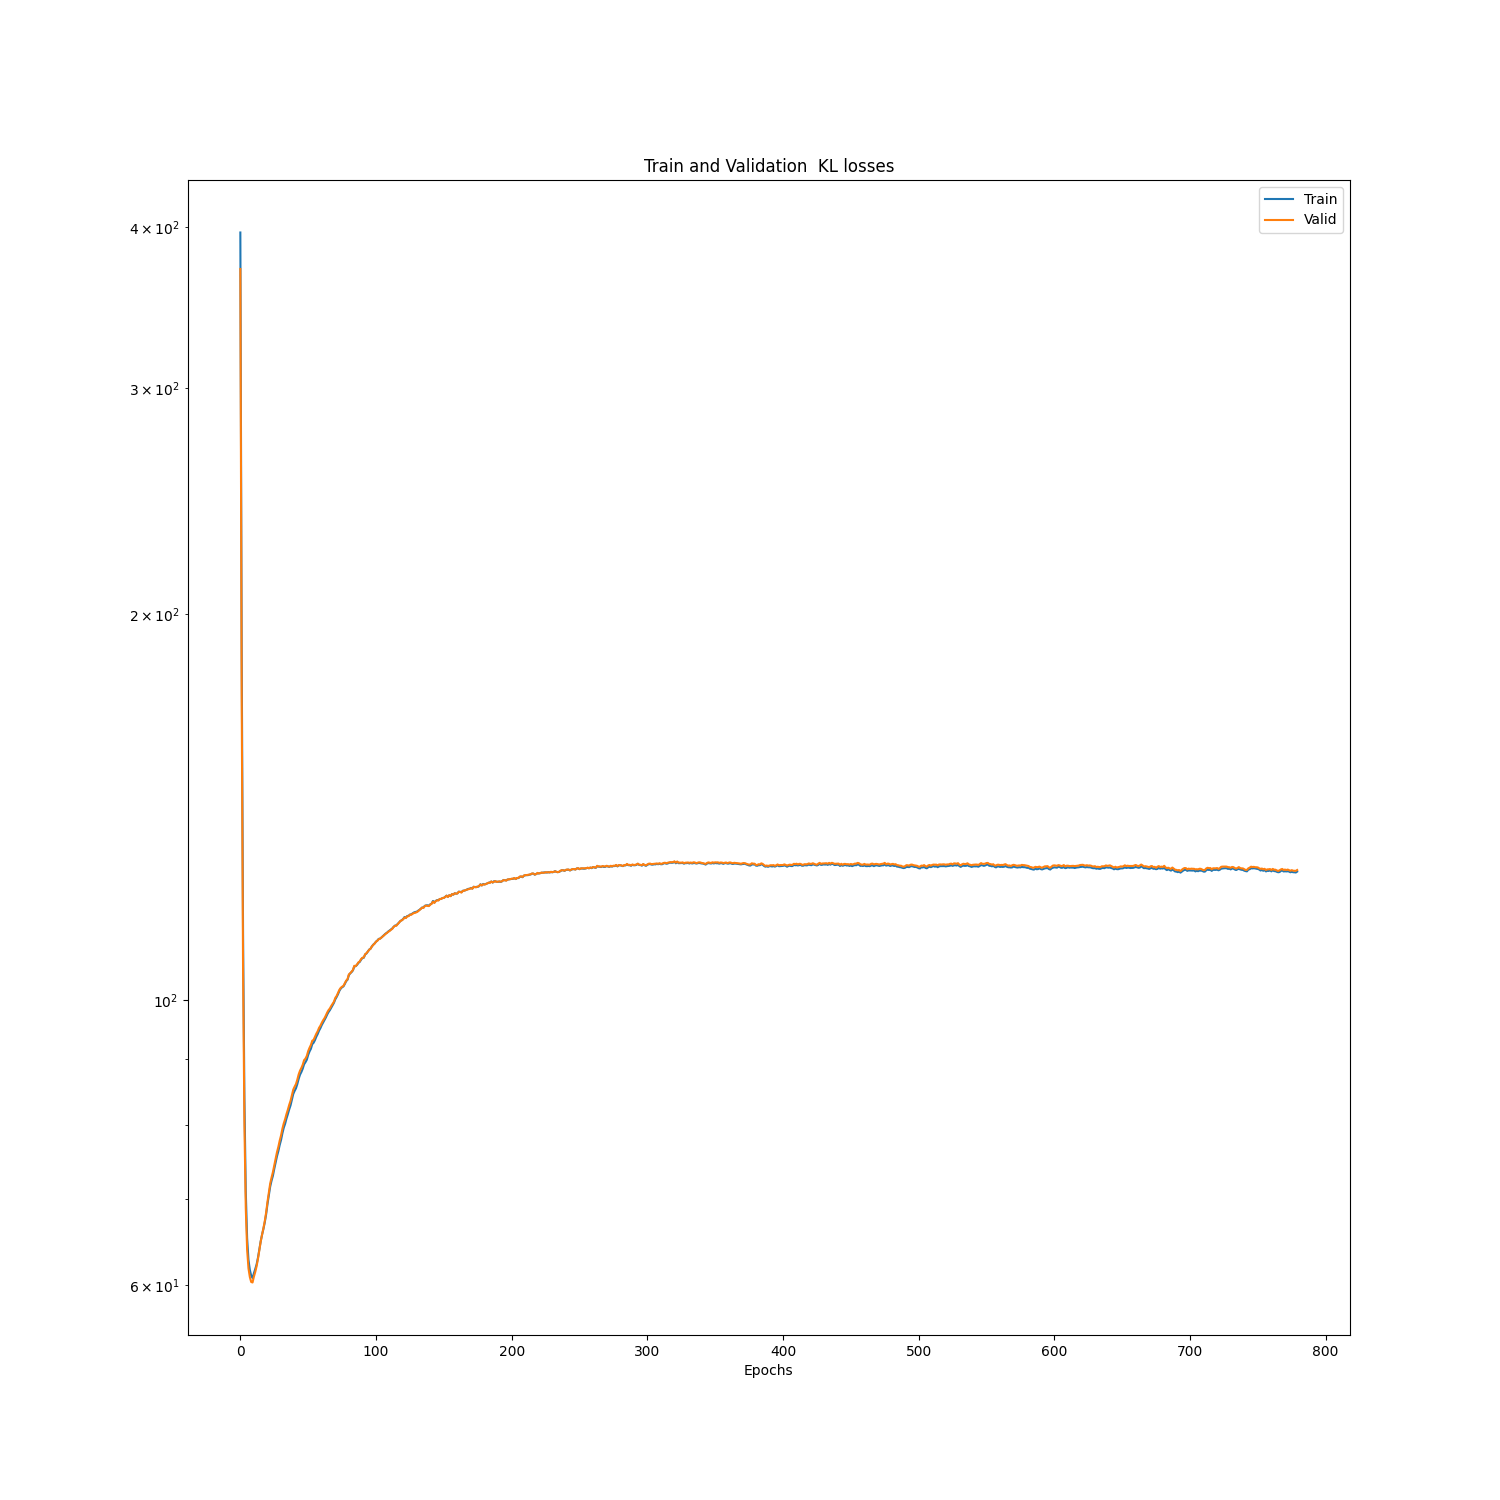 Train and Validation  KL losses
Train
Valid
4 × 10²
3 × 10²
2 × 10²
10²
6 × 10¹
0 100 200 300 400 500 600 700 800
Epochs